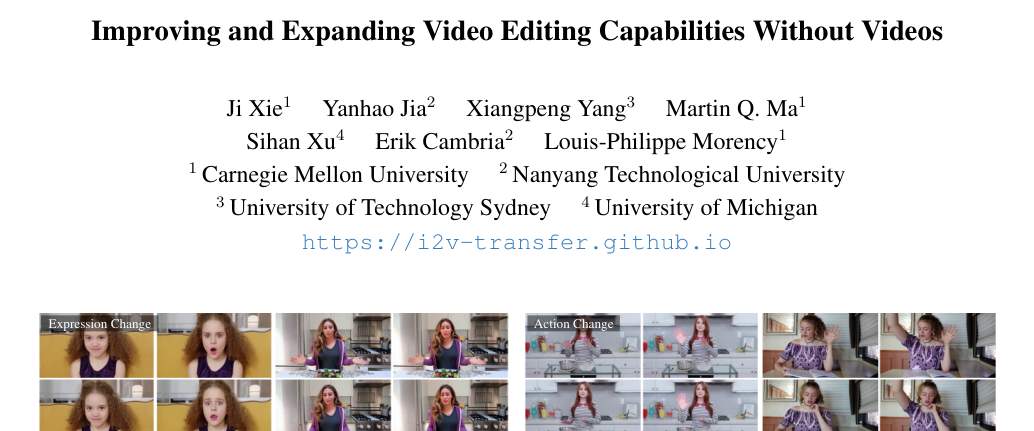 Improving and Expanding Video Editing Capabilities Without Videos
Ji Xie1 Yanhao Jia2 Xiangpeng Yang3 Martin Q. Ma1
Sihan Xu4 Erik Cambria2 Louis-Philippe Morency1
1 Carnegie Mellon University 2 Nanyang Technological University
3 University of Technology Sydney 4 University of Michigan
https://i2v-transfer.github.io
Expression Change
Action Change